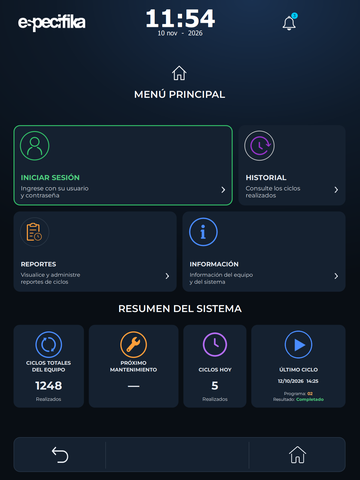 e-specifika
11:54
10 nov - 2026
MENÚ PRINCIPAL
INICIAR SESIÓN
Ingrese con su usuario
y contraseña
HISTORIAL
Consulte los ciclos
realizados
REPORTES
Visualice y administre
reportes de ciclos
INFORMACIÓN
Información del equipo
y del sistema
RESUMEN DEL SISTEMA
CICLOS TOTALES
DEL EQUIPO
1248
Realizados
PRÓXIMO
MANTENIMIENTO
—
CICLOS HOY
5
Realizados
ÚLTIMO CICLO
12/10/2026 14:25
Programa: 02
Resultado: Completado